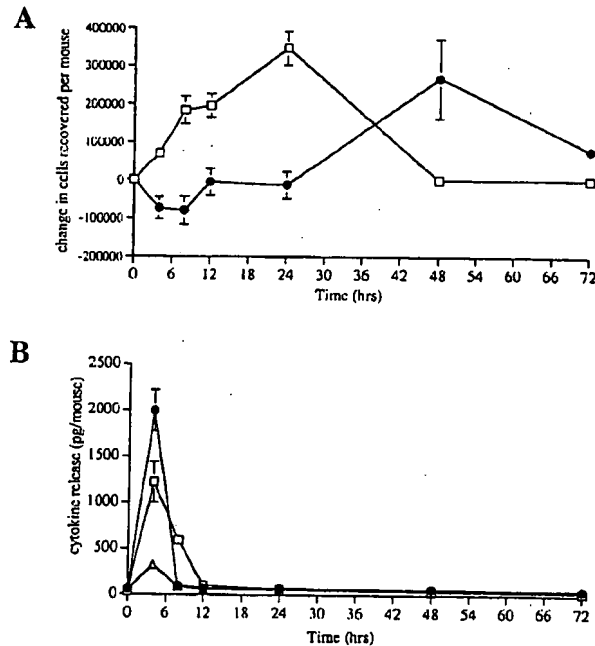 A
change in cells recovered per mouse
400000
300000
200000
100000
0
-100000
-200000
0 6 12 18 24 30 36 42 48 54 60 66 72
Time (hrs)
B
cytokine release (pg/mouse)
2500
2000
1500
1000
500
0
0 6 12 18 24 30 36 42 48 54 60 66 72
Time (hrs)